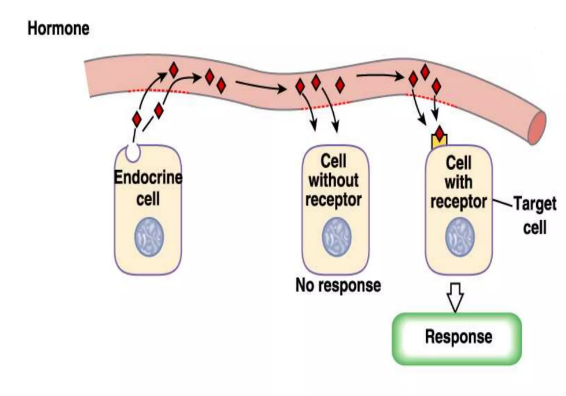 Hormone
Endocrine
cell
Cell
without
receptor
No response
Cell
with
receptor
Target
cell
Response